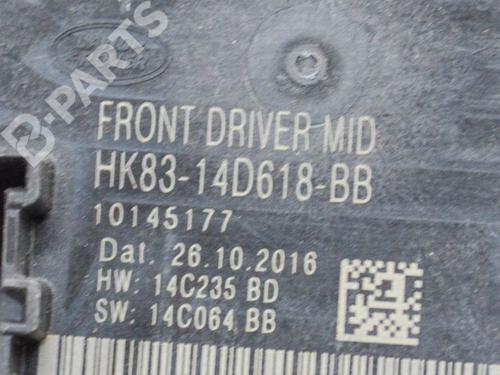 B-PARTS
FRONT DRIVER MID
HK83-14D618-BB
10145177
Dat. 26.10.2016
HW: 14C235 BD
SW: 14C064 BB